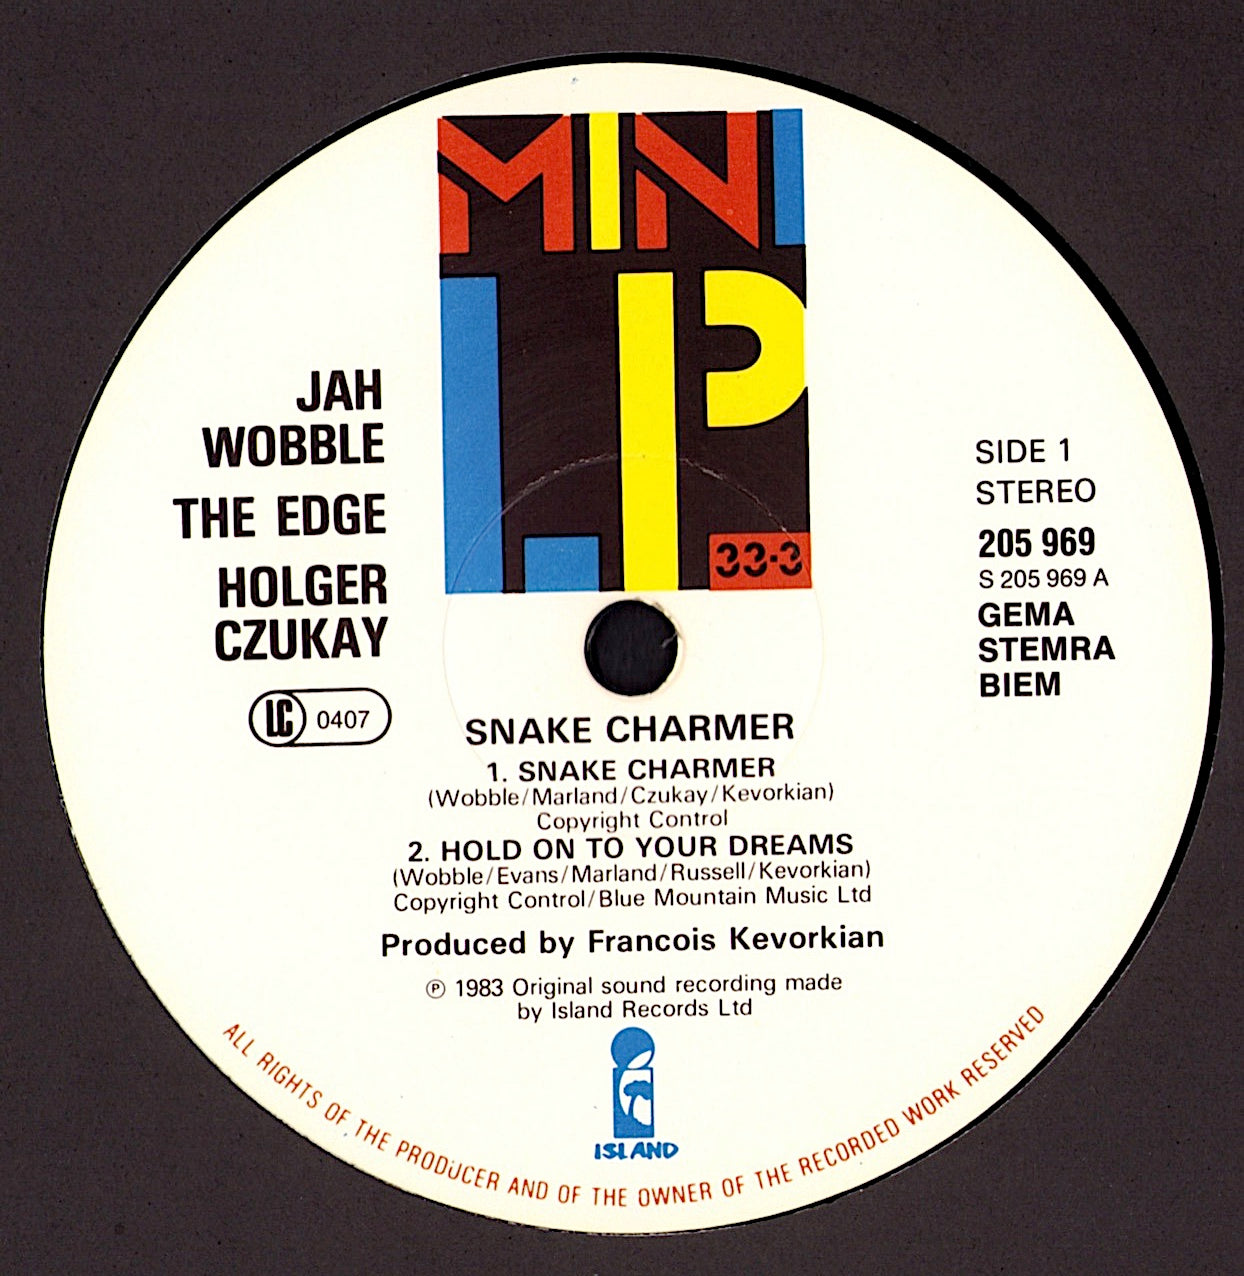 MINI
LP
33·3
JAH
WOBBLE
THE EDGE
HOLGER
CZUKAY
LC 0407
SIDE 1
STEREO
205 969
S 205 969 A
GEMA
STEMRA
BIEM
SNAKE CHARMER
1. SNAKE CHARMER
(Wobble/Marland/Czukay/Kevorkian)
Copyright Control
2. HOLD ON TO YOUR DREAMS
(Wobble/Evans/Marland/Russell/Kevorkian)
Copyright Control/Blue Mountain Music Ltd
Produced by Francois Kevorkian
℗ 1983 Original sound recording made
by Island Records Ltd
ISLAND
ALL RIGHTS OF THE PRODUCER AND OF THE OWNER OF THE RECORDED WORK RESERVED